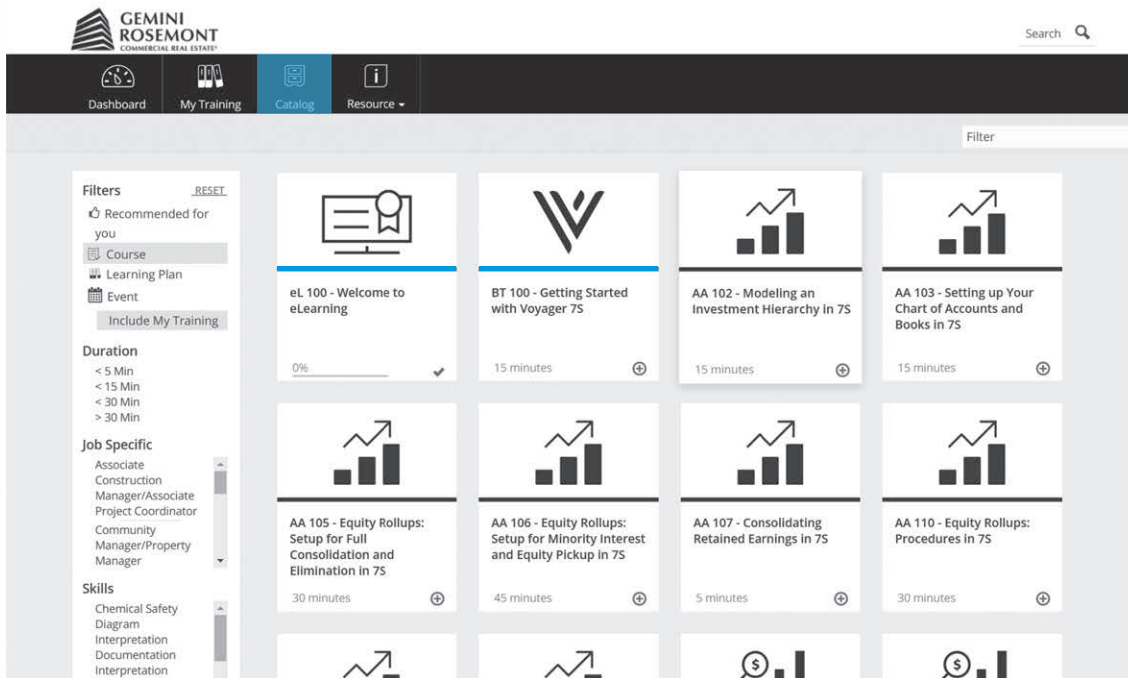 GEMINI
ROSEMONT
COMMERCIAL REAL ESTATE
Search
Dashboard
My Training
Catalog
Resource
Filter
Filters
RESET
Recommended for
you
Course
Learning Plan
Event
Include My Training
Duration
< 5 Min
< 15 Min
< 30 Min
> 30 Min
Job Specific
Associate
Construction
Manager/Associate
Project Coordinator
Community
Manager/Property
Manager
Skills
Chemical Safety
Diagram
Interpretation
Documentation
Interpretation
eL 100 - Welcome to
eLearning
0%
BT 100 - Getting Started
with Voyager 7S
15 minutes
AA 102 - Modeling an
Investment Hierarchy in 7S
15 minutes
AA 103 - Setting up Your
Chart of Accounts and
Books in 7S
15 minutes
AA 105 - Equity Rollups:
Setup for Full
Consolidation and
Elimination in 7S
30 minutes
AA 106 - Equity Rollups:
Setup for Minority Interest
and Equity Pickup in 7S
45 minutes
AA 107 - Consolidating
Retained Earnings in 7S
5 minutes
AA 110 - Equity Rollups:
Procedures in 7S
30 minutes
$
$